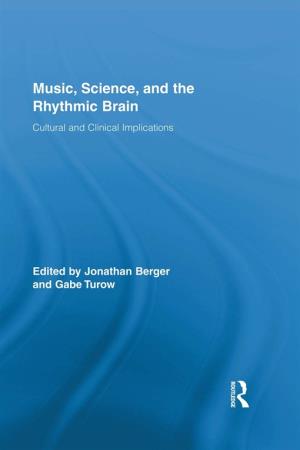 Music, Science, and the
Rhythmic Brain
Cultural and Clinical Implications
Edited by Jonathan Berger
and Gabe Turow
ROUTLEDGE